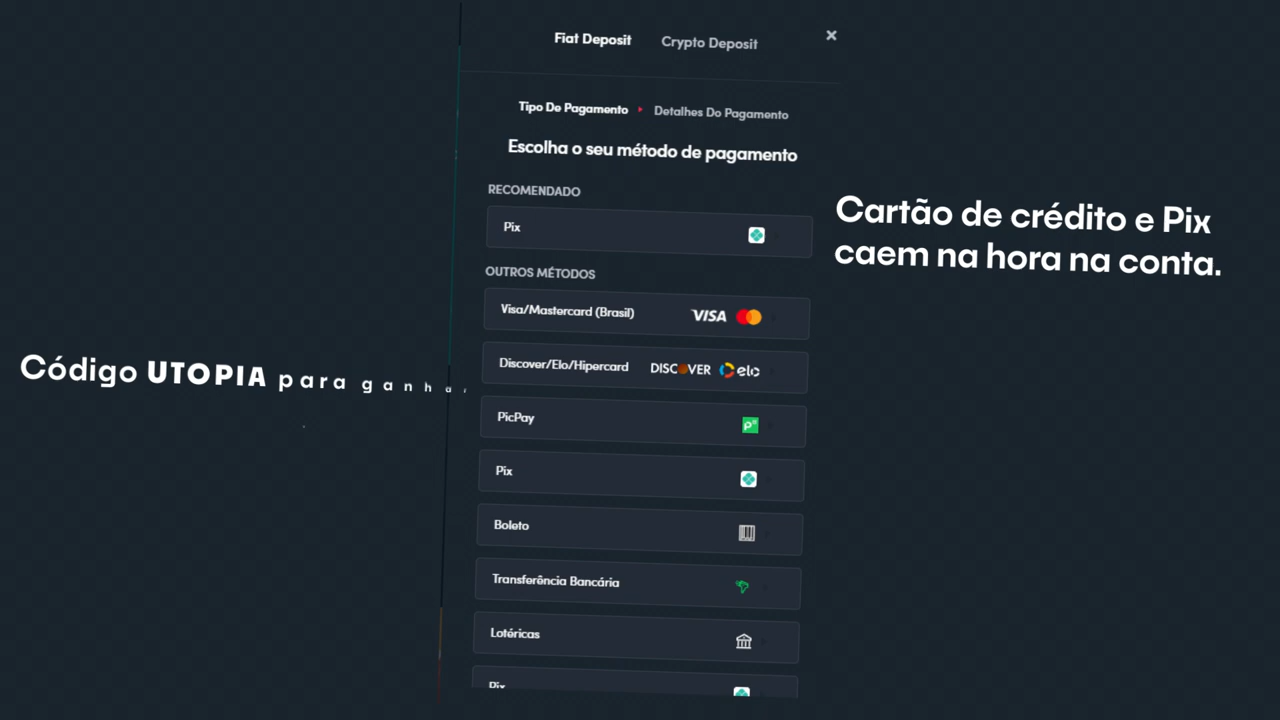 Fiat Deposit Crypto Deposit
Tipo De Pagamento Detalhes Do Pagamento
Escolha o seu método de pagamento
RECOMENDADO
Pix
OUTROS MÉTODOS
Visa/Mastercard (Brasil) VISA
Discover/Elo/Hipercard DISCOVER elo
PicPay
Pix
Boleto
Transferência Bancária
Lotéricas
Pix
Cartão de crédito e Pix
caem na hora na conta.
Código UTOPIA para ganha